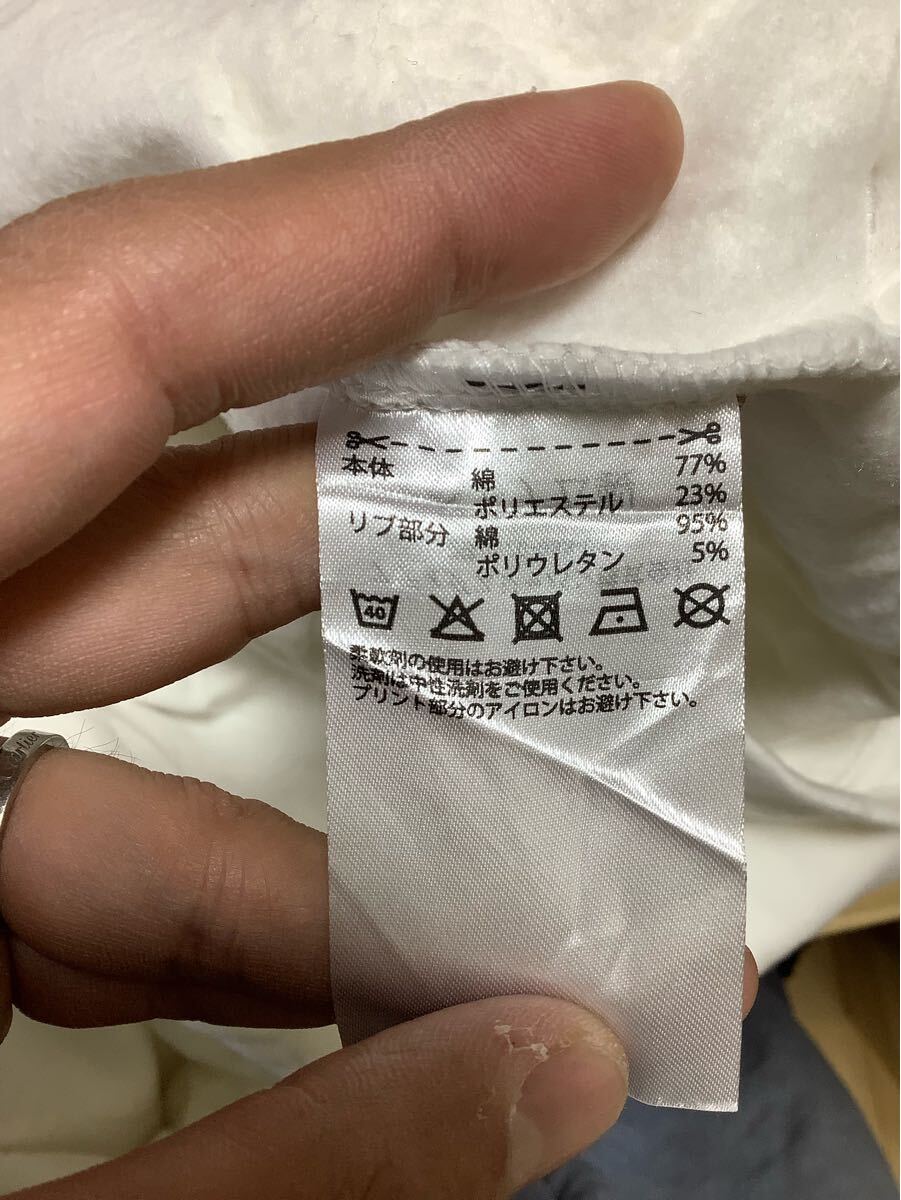 本体 綿 77%
ポリエステル 23%
リブ部分 綿 95%
ポリウレタン 5%
40
柔軟剤の使用はお避け下さい。
洗剤は中性洗剤をご使用ください。
プリント部分のアイロンはお避け下さい。